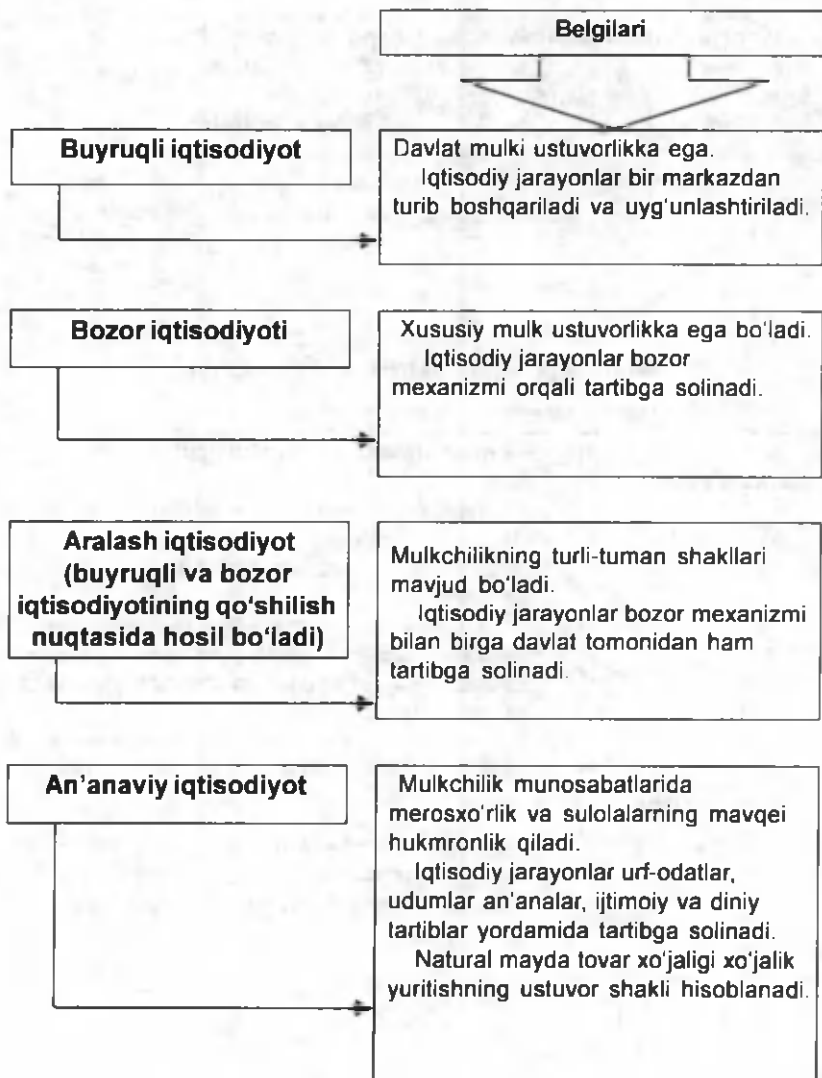 Belgilari
Buyruqli iqtisodiyot
Davlat mulki ustuvorlikka ega.
Iqtisodiy jarayonlar bir markazdan
turib boshqariladi va uyg‘unlashtiriladi.
Bozor iqtisodiyoti
Xususiy mulk ustuvorlikka ega bo‘ladi.
Iqtisodiy jarayonlar bozor
mexanizmi orqali tartibga solinadi.
Aralash iqtisodiyot
(buyruqli va bozor
iqtisodiyotining qo‘shilish
nuqtasida hosil bo‘ladi)
Mulkchilikning turli-tuman shakllari
mavjud bo‘ladi.
Iqtisodiy jarayonlar bozor mexanizmi
bilan birga davlat tomonidan ham
tartibga solinadi.
An’anaviy iqtisodiyot
Mulkchilik munosabatlarida
merosxo‘rlik va sulolalarning mavqei
hukmronlik qiladi.
Iqtisodiy jarayonlar urf-odatlar,
udumlar an’analar, ijtimoiy va diniy
tartiblar yordamida tartibga solinadi.
Natural mayda tovar xo‘jaligi xo‘jalik
yuritishning ustuvor shakli hisoblanadi.